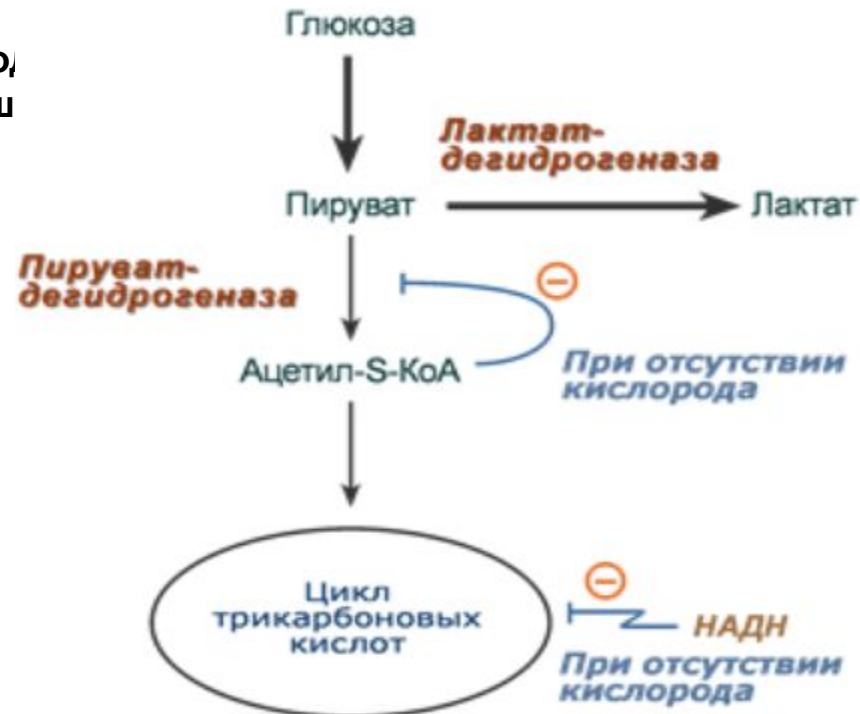 Глюкоза
Лактат-
дегидрогеназа
Пируват
Лактат
Пируват-
дегидрогеназа
Ацетил-S-КоА
При отсутствии
кислорода
Цикл
трикарбоновых
кислот
НАДН
При отсутствии
кислорода